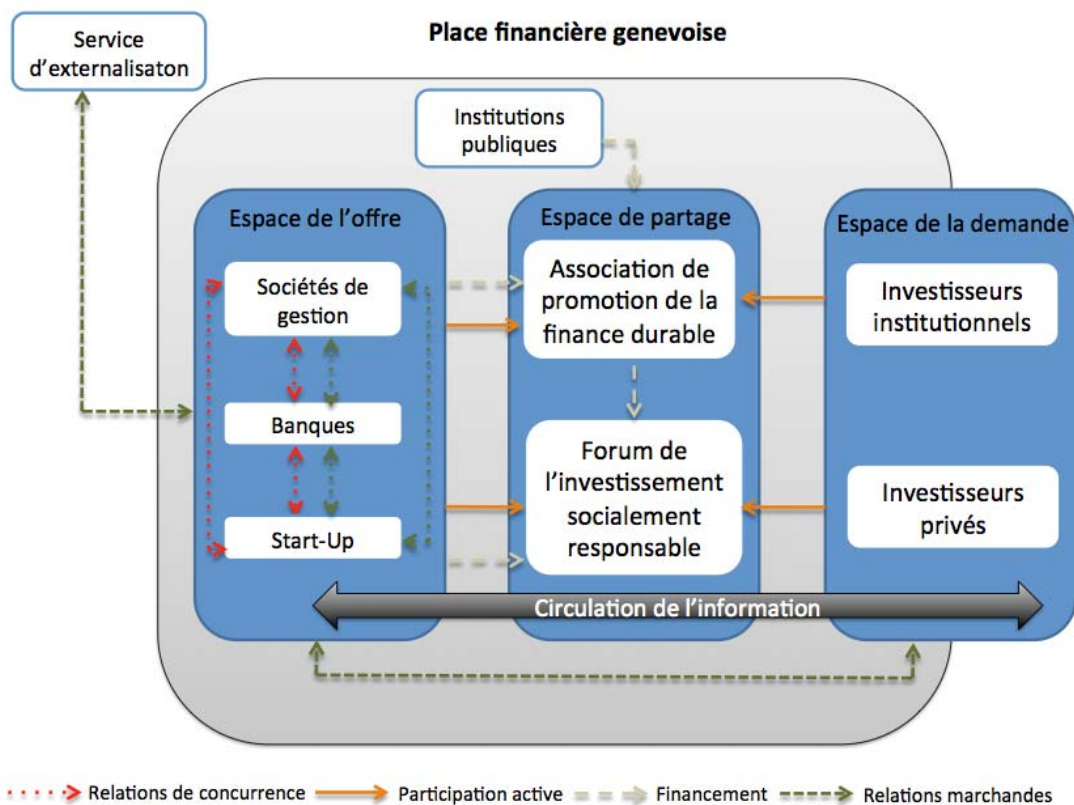 Place financière genevoise
Service
d'externalisaton
Institutions
publiques
Espace de l'offre
Sociétés de
gestion
Banques
Start-Up
Espace de partage
Association de
promotion de la
finance durable
Forum de
l'investissement
socialement
responsable
Espace de la demande
Investisseurs
institutionnels
Investisseurs
privés
Circulation de l'information
Relations de concurrence
Participation active
Financement
Relations marchandes